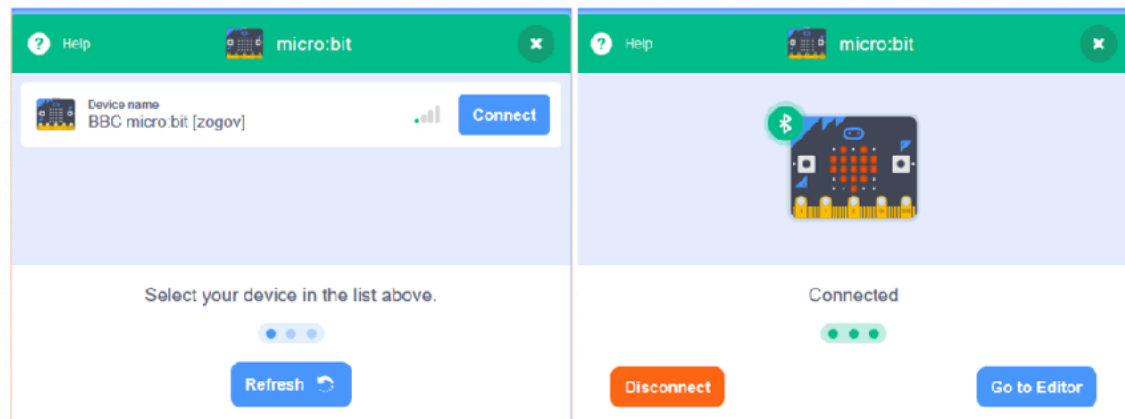 ? Help
micro:bit
Device name
BBC micro:bit [zogov]
Connect
Select your device in the list above.
Refresh
? Help
micro:bit
Connected
Disconnect
Go to Editor